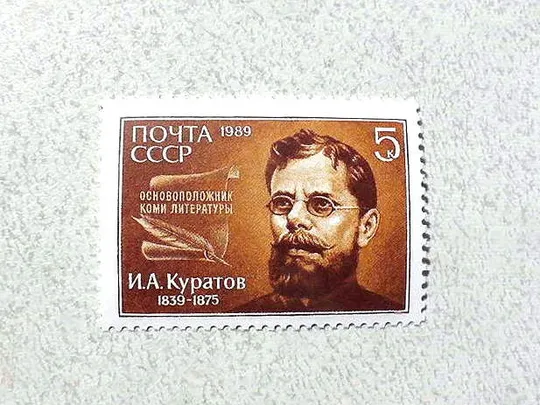 ПОЧТА 1989
СССР
5 к
ОСНОВОПОЛОЖНИК
КОМИ ЛИТЕРАТУРЫ
И.А.Куратов
1839-1875